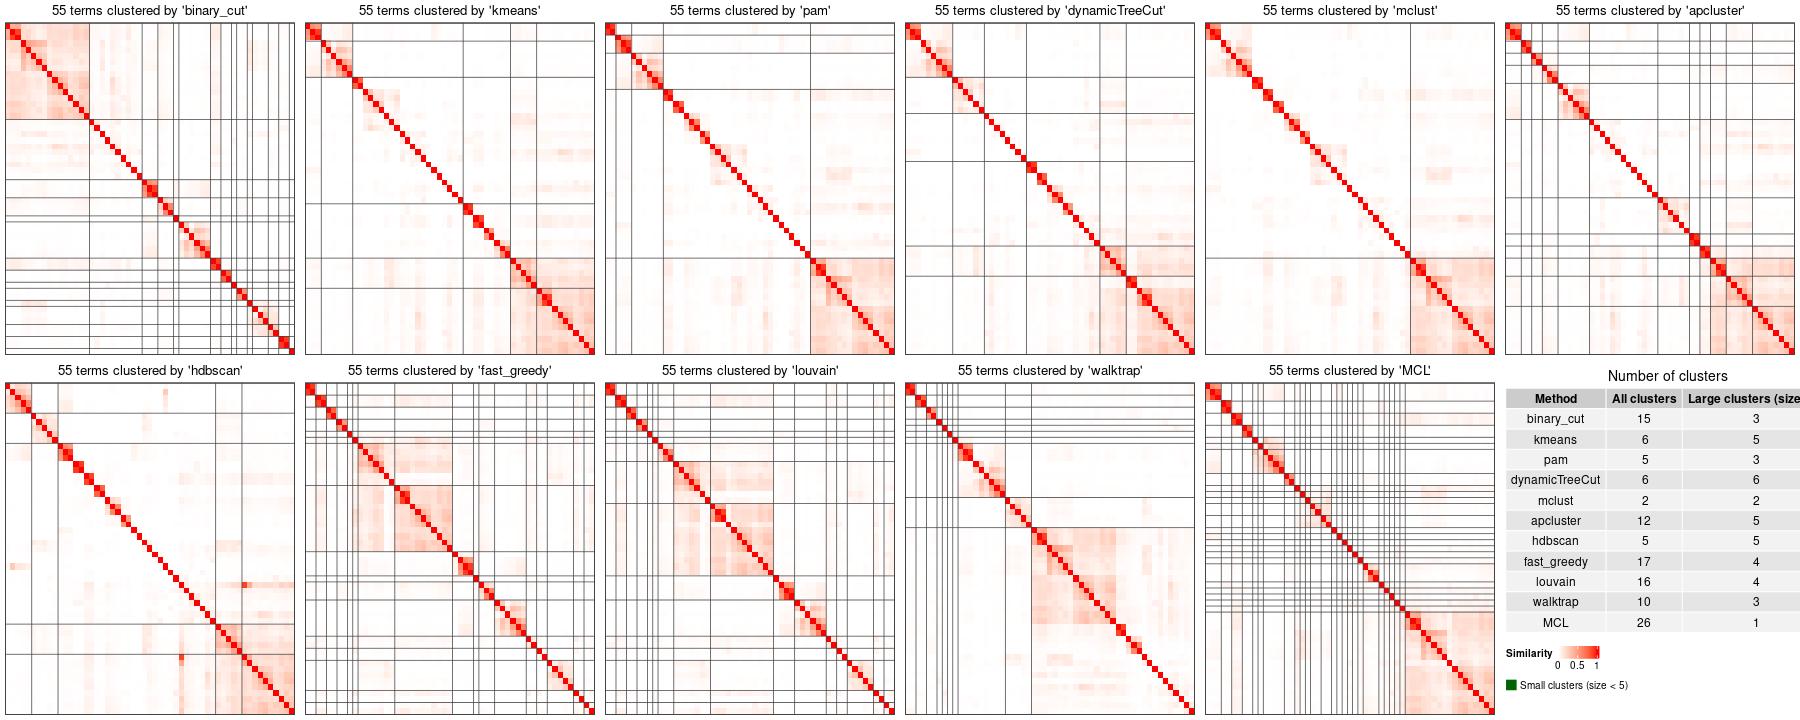 55 terms clustered by 'binary_cut'
55 terms clustered by 'kmeans'
55 terms clustered by 'pam'
55 terms clustered by 'dynamicTreeCut'
55 terms clustered by 'mclust'
55 terms clustered by 'apcluster'
55 terms clustered by 'hdbscan'
55 terms clustered by 'fast_greedy'
55 terms clustered by 'louvain'
55 terms clustered by 'walktrap'
55 terms clustered by 'MCL'
Number of clusters
Method All clusters Large clusters (size
binary_cut 15 3
kmeans 6 5
pam 5 3
dynamicTreeCut 6 6
mclust 2 2
apcluster 12 5
hdbscan 5 5
fast_greedy 17 4
louvain 16 4
walktrap 10 3
MCL 26 1
Similarity
0 0.5 1
Small clusters (size < 5)